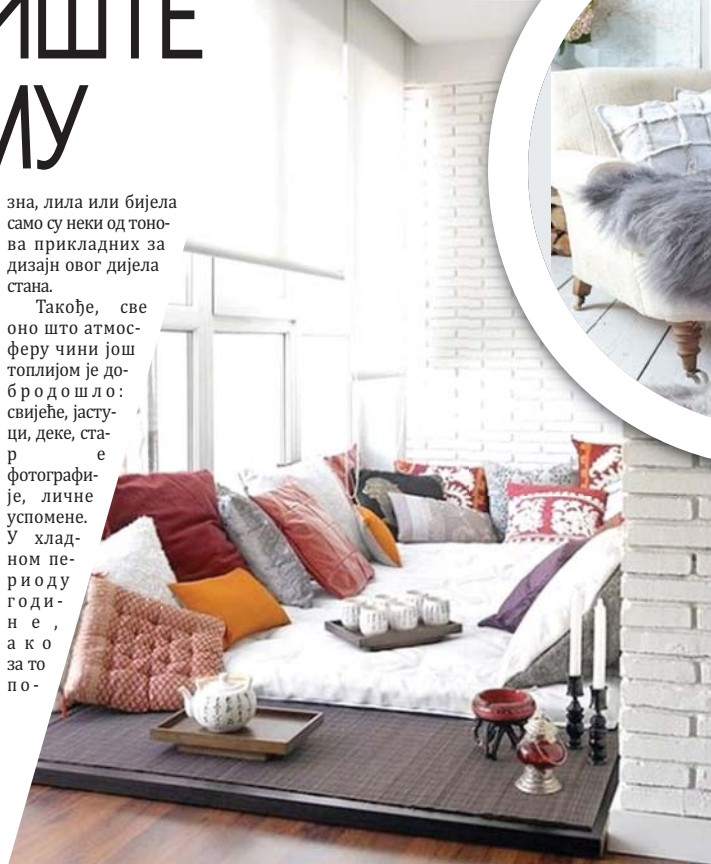 ИШТЕ
МУ
зна, лила или бијела
само су неки од тоно-
ва прикладних за
дизајн овог дијела
стана.
Такође, све
оно што атмос-
феру чини још
топлијом је до-
бродошло:
свијеће, јасту-
ци, деке, ста-
р е
фотографи-
је, личне
успомене.
У хлад-
ном пе-
риоду
годи-
не,
ако
за то
по-